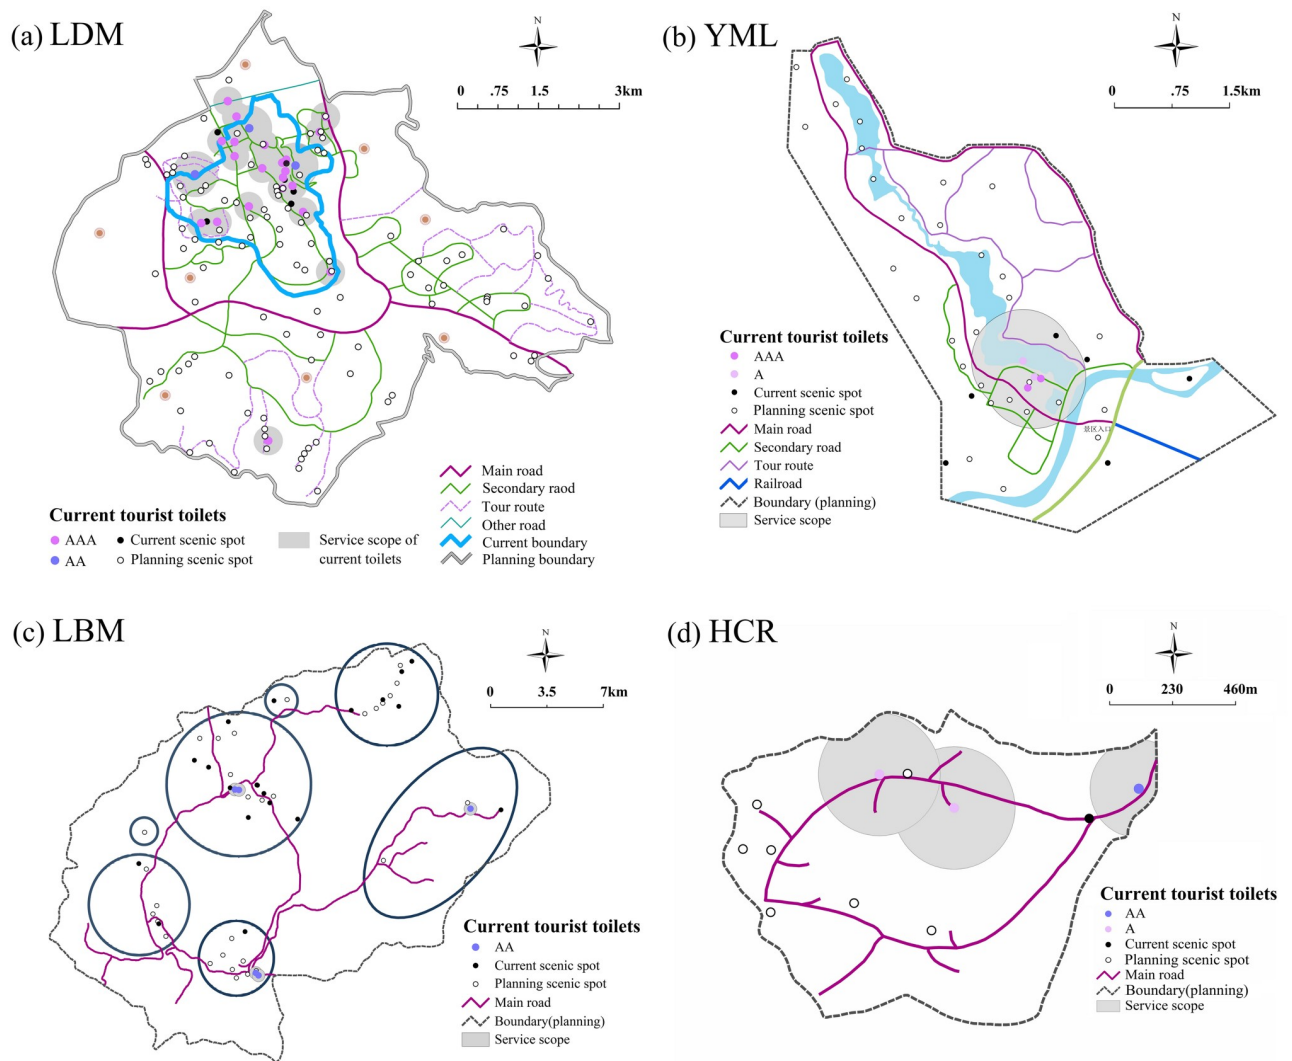 (a) LDM
N
0 .75 1.5 3km
Main road
Secondary raod
Tour route
Other road
Current boundary
Planning boundary
Current tourist toilets
AAA
Current scenic spot
AA
Planning scenic spot
Service scope of
current toilets
(b) YML
N
0 .75 1.5km
Current tourist toilets
AAA
A
Current scenic spot
Planning scenic spot
Main road
Secondary road
Tour route
Railroad
Boundary (planning)
Service scope
景区入口
(c) LBM
N
0 3.5 7km
Current tourist toilets
AA
Current scenic spot
Planning scenic spot
Main road
Boundary(planning)
Service scope
(d) HCR
N
0 230 460m
Current tourist toilets
AA
A
Current scenic spot
Planning scenic spot
Main road
Boundary(planning)
Service scope